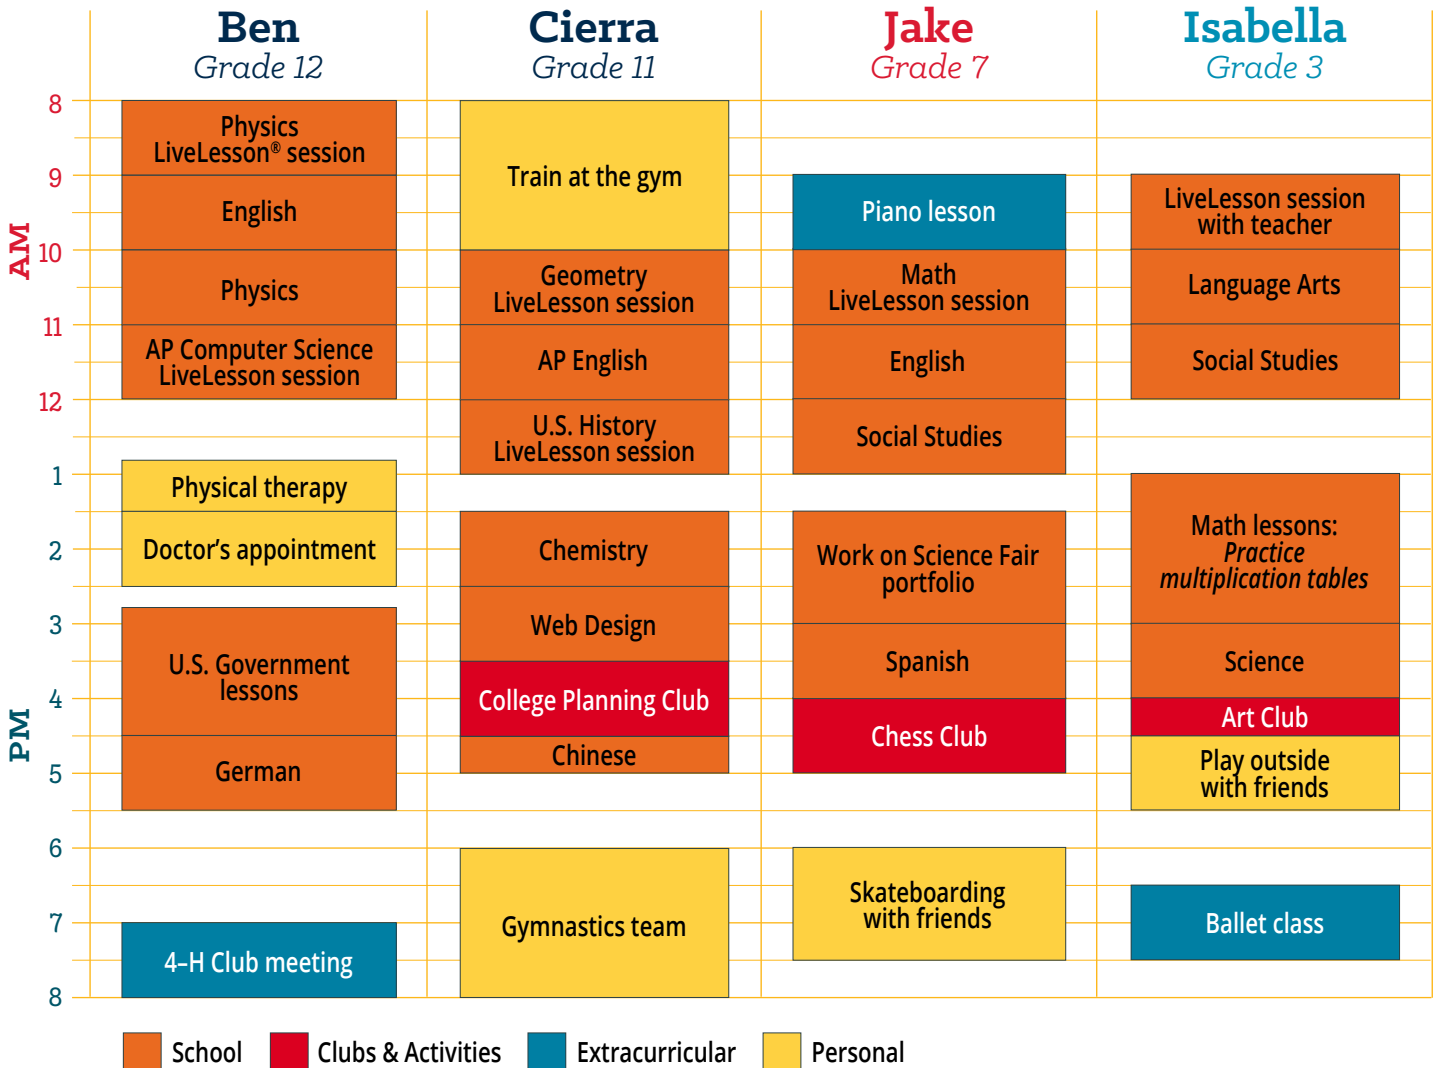 Ben
Grade 12
Cierra
Grade 11
Jake
Grade 7
Isabella
Grade 3
AM
PM
8
9
10
11
12
1
2
3
4
5
6
7
8
Physics
LiveLesson® session
English
Physics
AP Computer Science
LiveLesson session
Physical therapy
Doctor’s appointment
U.S. Government
lessons
German
4–H Club meeting
Train at the gym
Geometry
LiveLesson session
AP English
U.S. History
LiveLesson session
Chemistry
Web Design
College Planning Club
Chinese
Gymnastics team
Piano lesson
Math
LiveLesson session
English
Social Studies
Work on Science Fair
portfolio
Spanish
Chess Club
Skateboarding
with friends
LiveLesson session
with teacher
Language Arts
Social Studies
Math lessons:
Practice
multiplication tables
Science
Art Club
Play outside
with friends
Ballet class
School
Clubs & Activities
Extracurricular
Personal